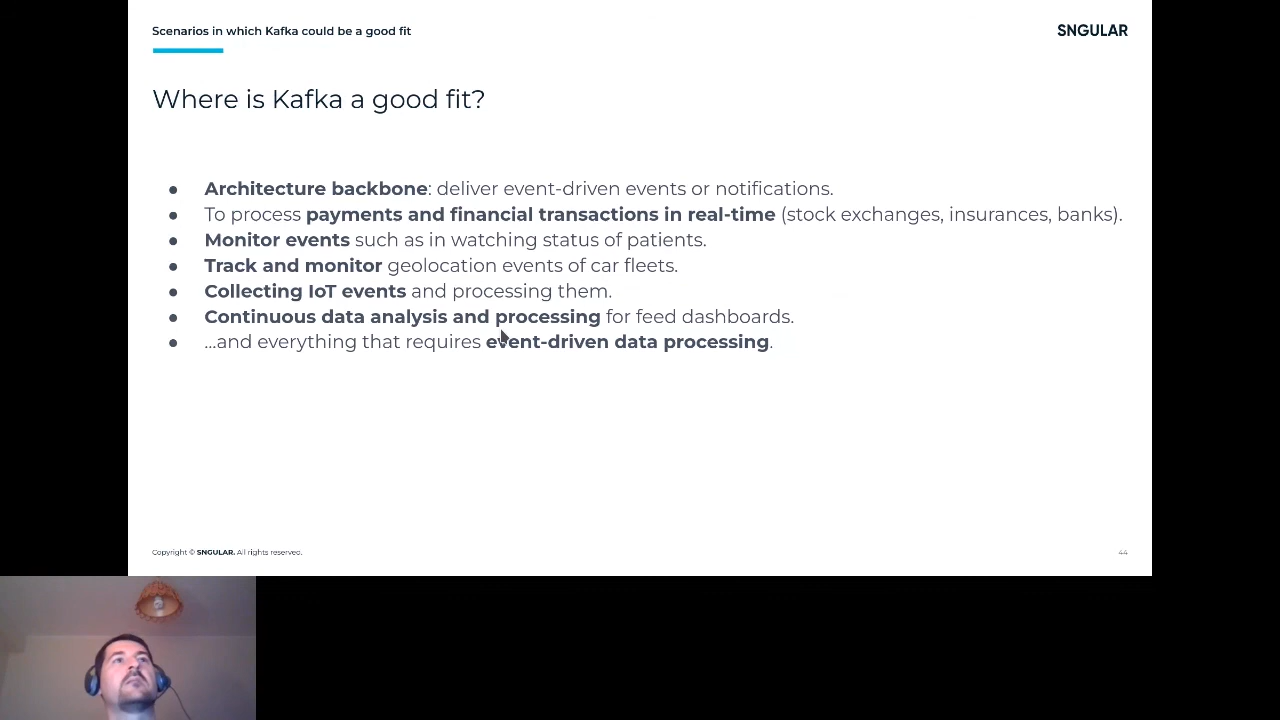 Scenarios in which Kafka could be a good fit
SNGULAR
Where is Kafka a good fit?
● Architecture backbone: deliver event-driven events or notifications.
● To process payments and financial transactions in real-time (stock exchanges, insurances, banks).
● Monitor events such as in watching status of patients.
● Track and monitor geolocation events of car fleets.
● Collecting IoT events and processing them.
● Continuous data analysis and processing for feed dashboards.
● ...and everything that requires event-driven data processing.
Copyright © SNGULAR. All rights reserved.
44